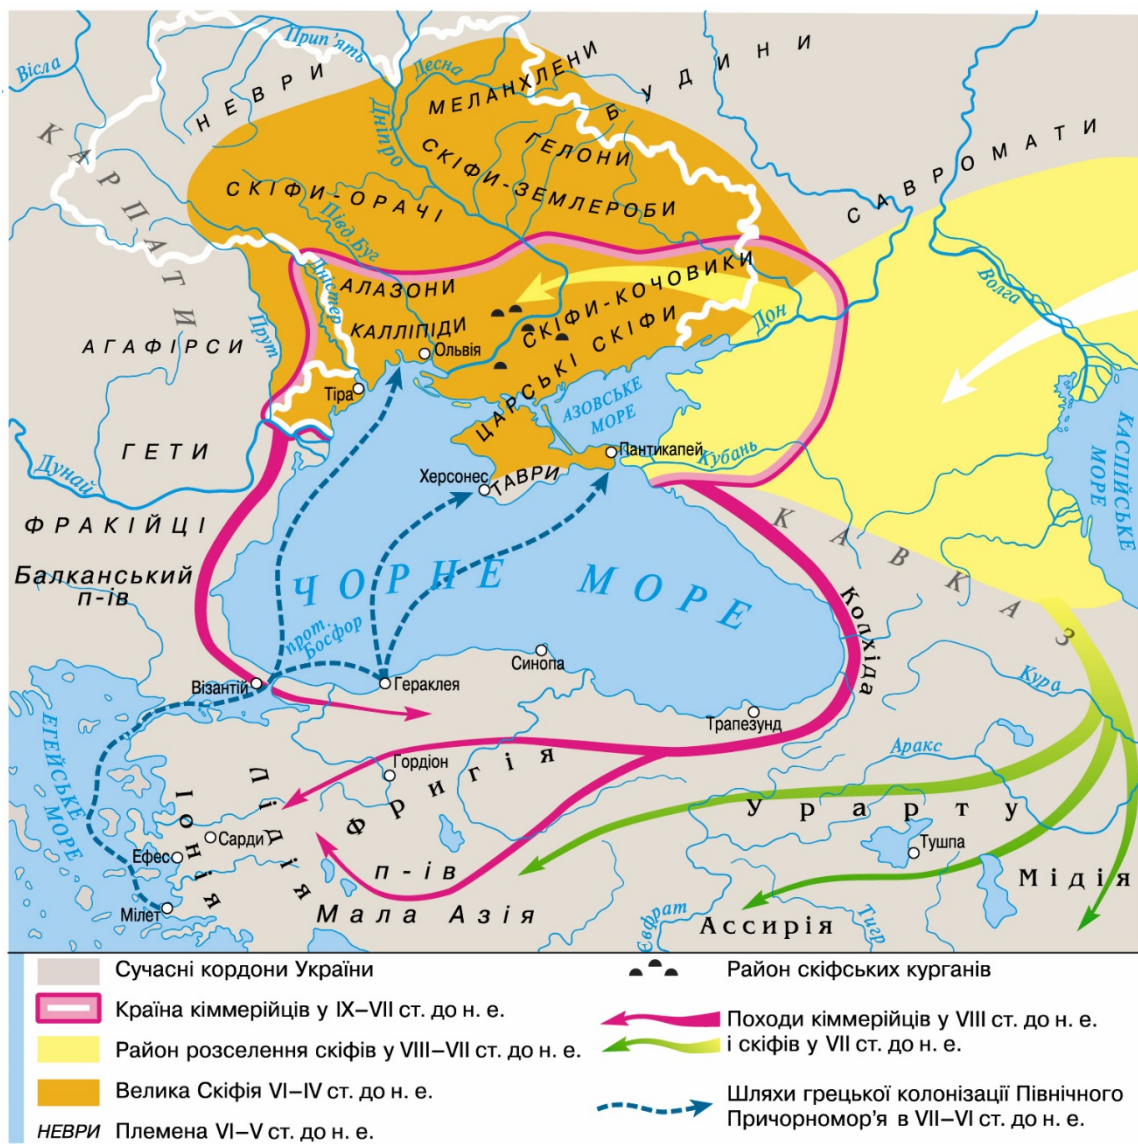 Прип'ять
Вісла
НЕВРИ
Десна
МЕЛАНХЛЕНИ
БУДИНИ
Дніпро
КАРПАТИ
ГЕЛОНИ
СКІФИ-ЗЕМЛЕРОБИ
САВРОМАТИ
СКІФИ-ОРАЧІ
Півд.Буг
Волга
Дністер
АЛАЗОНИ
СКІФИ-КОЧОВИКИ
Дон
Прут
КАЛЛІПІДИ
Ольвія
ЦАРСЬКІ СКІФИ
АГАФІРСИ
Тіра
АЗОВСЬКЕ
МОРЕ
ГЕТИ
Дунай
Пантикапей
Кубань
Херсонес
ТАВРИ
КАСПІЙСЬКЕ
МОРЕ
ФРАКІЙЦІ
КАВКАЗ
Балканський
п-ів
ЧОРНЕ МОРЕ
Колхіда
прот.
Босфор
Синопа
Візантій
Гераклея
Кура
Трапезунд
ЕГЕЙСЬКЕ
МОРЕ
Аракс
Гордіон
Фригія
Лідія
Іонія
Урарту
Сарди
Ефес
Тушпа
п-ів
Мала Азія
Мідія
Мілет
Євфрат
Ассирія
Тигр
Сучасні кордони України
Країна кіммерійців у IX–VII ст. до н. е.
Район розселення скіфів у VIII–VII ст. до н. е.
Велика Скіфія VI–IV ст. до н. е.
НЕВРИ Племена VI–V ст. до н. е.
Район скіфських курганів
Походи кіммерійців у VIII ст. до н. е.
і скіфів у VII ст. до н. е.
Шляхи грецької колонізації Північного
Причорномор'я в VII–VI ст. до н. е.